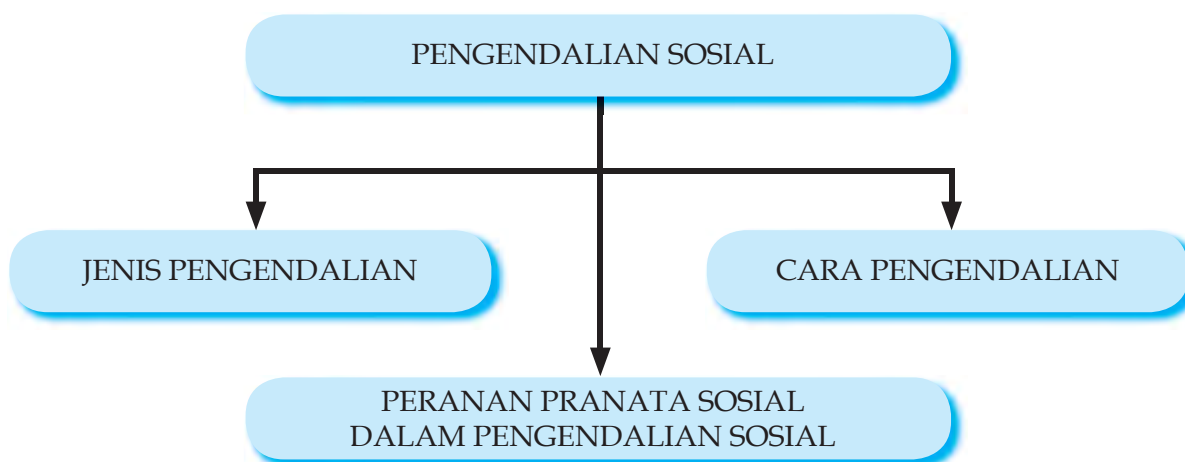 PENGENDALIAN SOSIAL
JENIS PENGENDALIAN
CARA PENGENDALIAN
PERANAN PRANATA SOSIAL
DALAM PENGENDALIAN SOSIAL